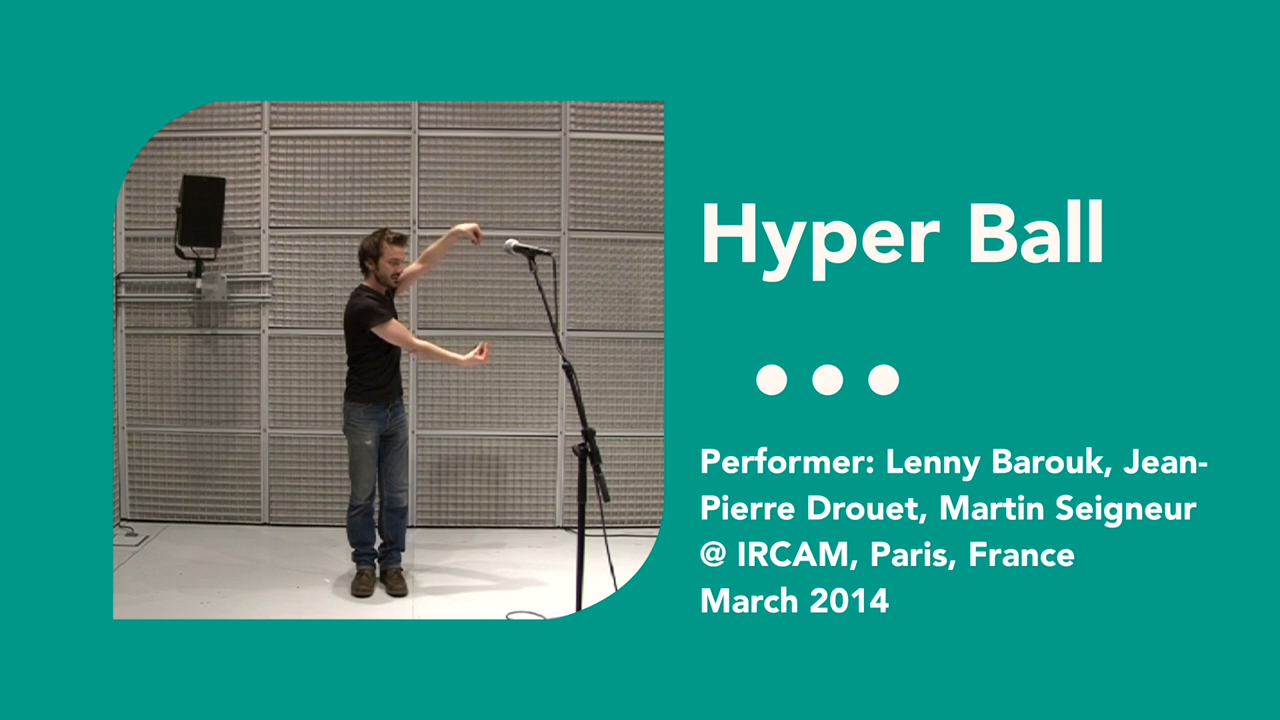 Hyper Ball
Performer: Lenny Barouk, Jean-
Pierre Drouet, Martin Seigneur
@ IRCAM, Paris, France
March 2014